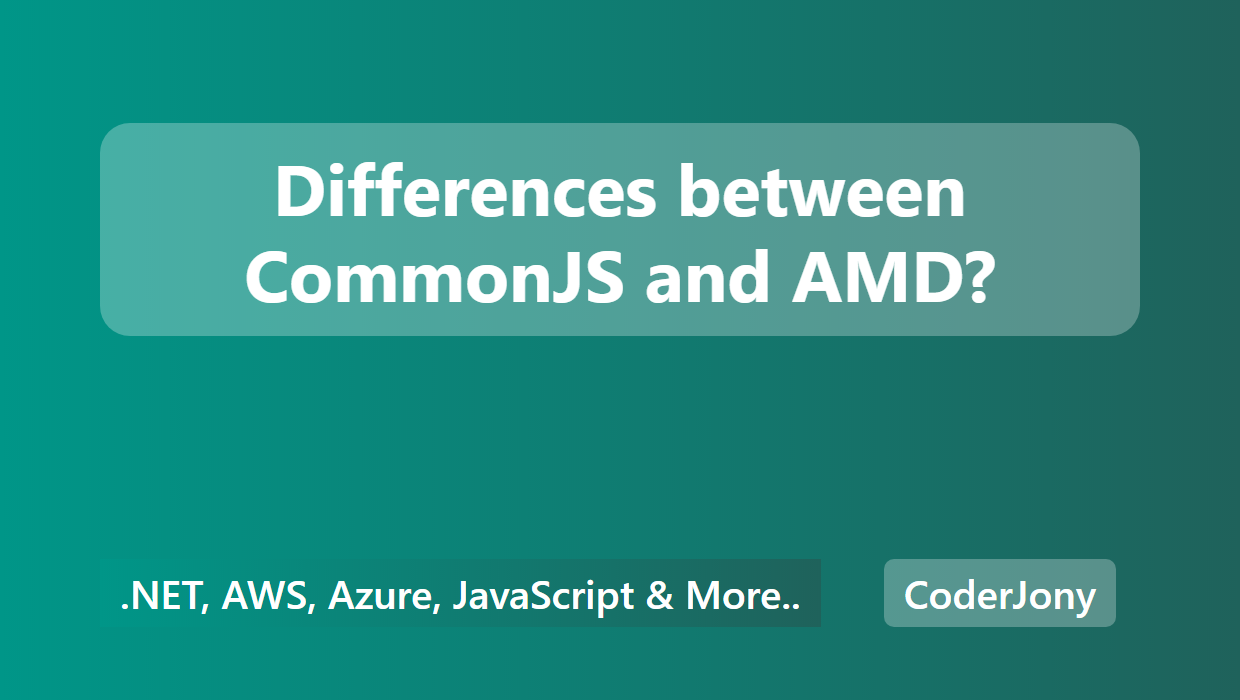 Differences between
CommonJS and AMD?
.NET, AWS, Azure, JavaScript & More..
CoderJony